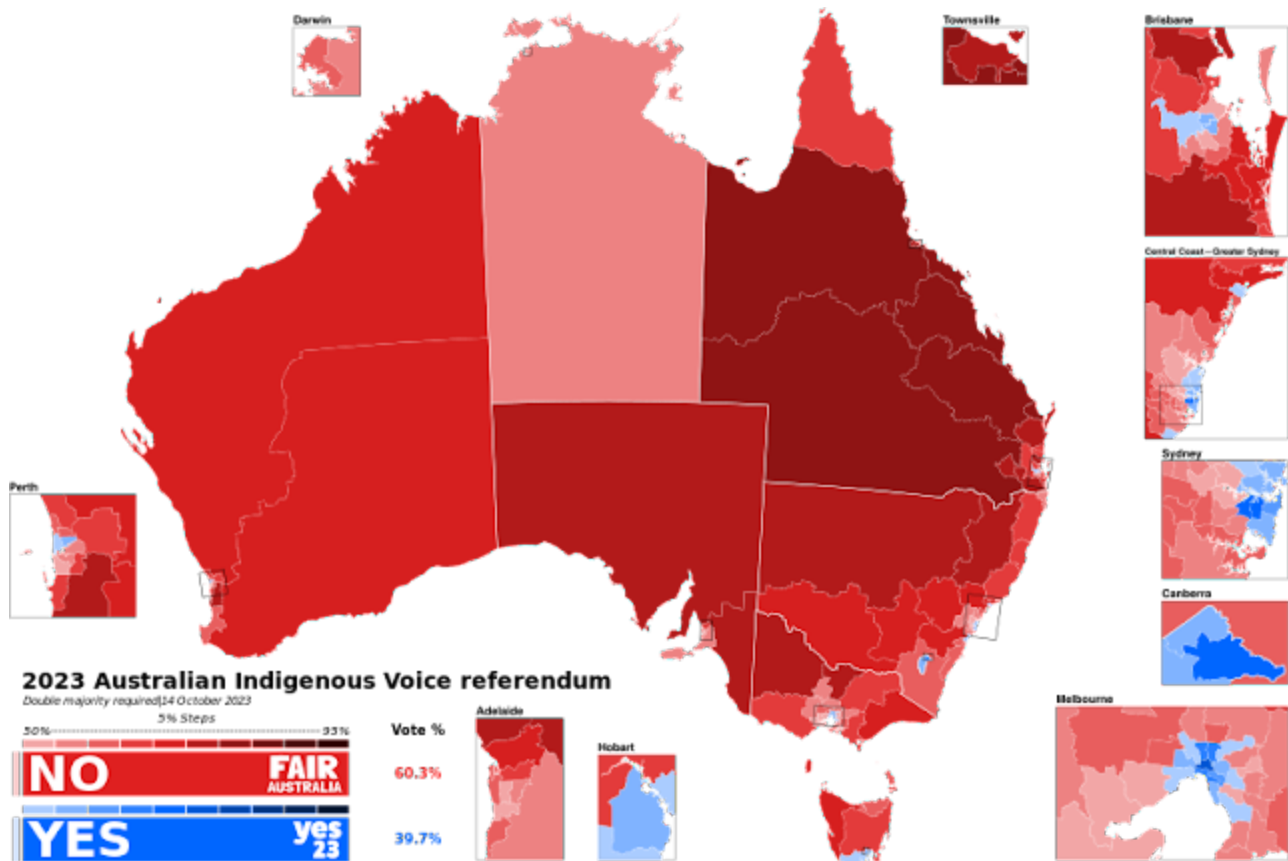 Darwin
Townsville
Brisbane
Central Coast—Greater Sydney
Sydney
Perth
Canberra
2023 Australian Indigenous Voice referendum
Double majority required|14 October 2023
5% Steps
50%
95%
Vote %
NO
FAIR
AUSTRALIA
60.3%
YES
yes
23
39.7%
Adelaide
Hobart
Melbourne